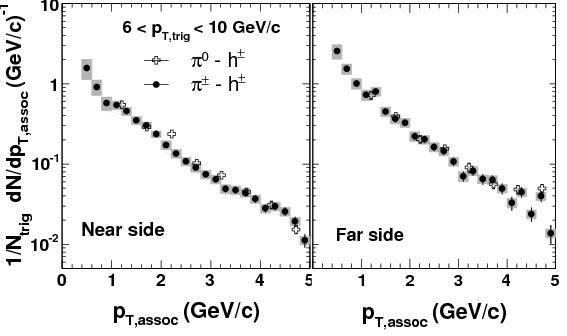 1/N_trig dN/dp_T,assoc (GeV/c)^-1
10
1
10^-1
10^-2
6 < p_T,trig < 10 GeV/c
π^0 - h^±
π^± - h^±
Near side
Far side
0 1 2 3 4 5
0 1 2 3 4 5
p_T,assoc (GeV/c)
p_T,assoc (GeV/c)